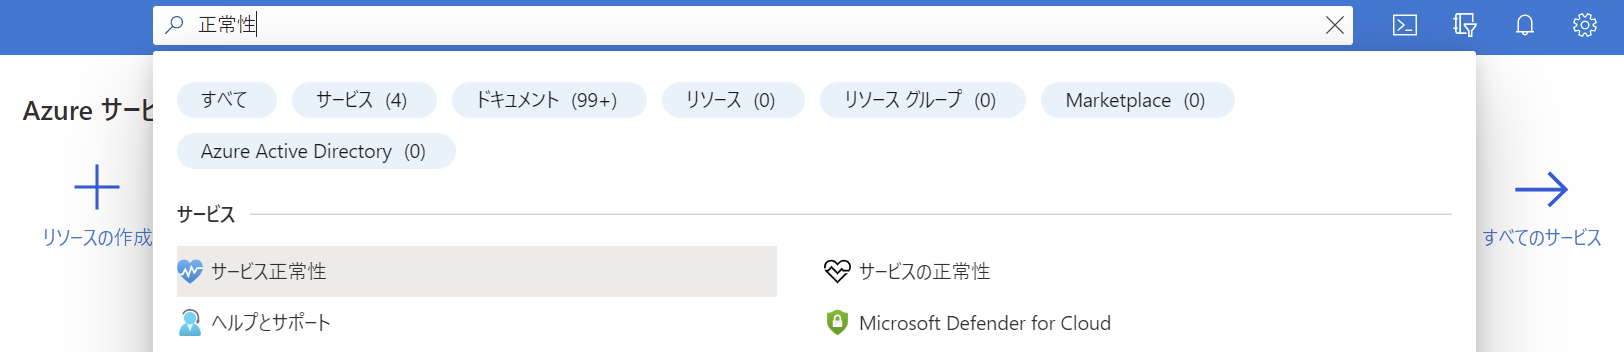 正常性
すべて サービス (4) ドキュメント (99+) リソース (0) リソース グループ (0) Marketplace (0)
Azure サービ
Azure Active Directory (0)
サービス
リソースの作成
すべてのサービス
サービス正常性 サービスの正常性
ヘルプとサポート Microsoft Defender for Cloud